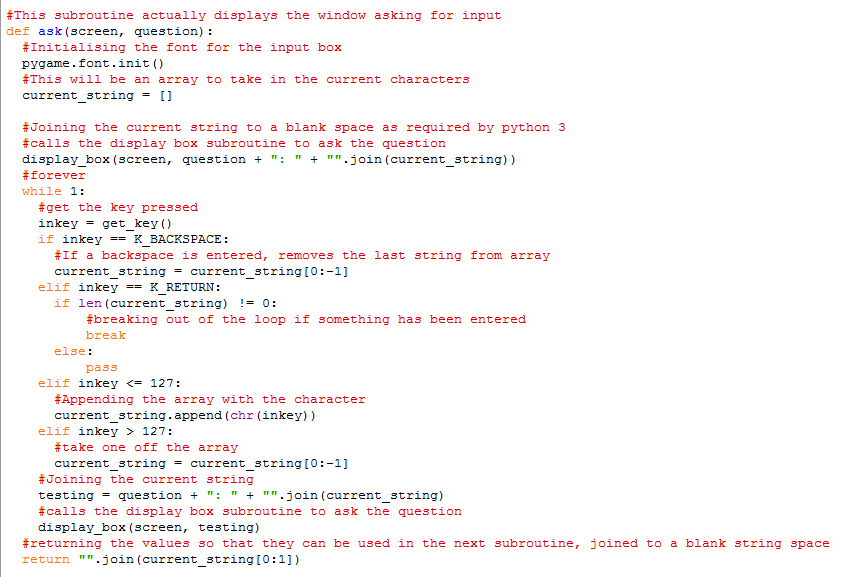 #This subroutine actually displays the window asking for input
def ask(screen, question):
#Initialising the font for the input box
pygame.font.init()
#This will be an array to take in the current characters
current_string = []
#Joining the current string to a blank space as required by python 3
#calls the display box subroutine to ask the question
display_box(screen, question + ": " + "".join(current_string))
#forever
while 1:
#get the key pressed
inkey = get_key()
if inkey == K_BACKSPACE:
#If a backspace is entered, removes the last string from array
current_string = current_string[0:-1]
elif inkey == K_RETURN:
if len(current_string) != 0:
#breaking out of the loop if something has been entered
break
else:
pass
elif inkey <= 127:
#Appending the array with the character
current_string.append(chr(inkey))
elif inkey > 127:
#take one off the array
current_string = current_string[0:-1]
#Joining the current string
testing = question + ": " + "".join(current_string)
#calls the display box subroutine to ask the question
display_box(screen, testing)
#returning the values so that they can be used in the next subroutine, joined to a blank string space
return "".join(current_string[0:1])